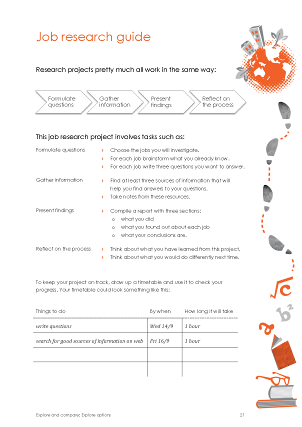 Job research guide
Research projects pretty much all work in the same way:
Formulate questions
Gather information
Present findings
Reflect on the process
This job research project involves tasks such as:
Formulate questions
› Choose the jobs you will investigate.
› For each job brainstorm what you already know.
› For each job write three questions you want to answer.
Gather information
› Find at least three sources of information that will
help you find answers to your questions.
› Take notes from these resources.
Present findings
› Compile a report with three sections:
o what you did
o what you found out about each job
o what your conclusions are.
Reflect on the process
› Think about what you have learned from this project.
› Think about what you would do differently next time.
To keep your project on track, draw up a timetable and use it to check your
progress. Your timetable could look something like this:
Things to do By when How long it will take
write questions Wed 14/9 1 hour
search for good sources of information on web Fri 16/9 1 hour
√c
a
b
Explore and company: Explore options 27